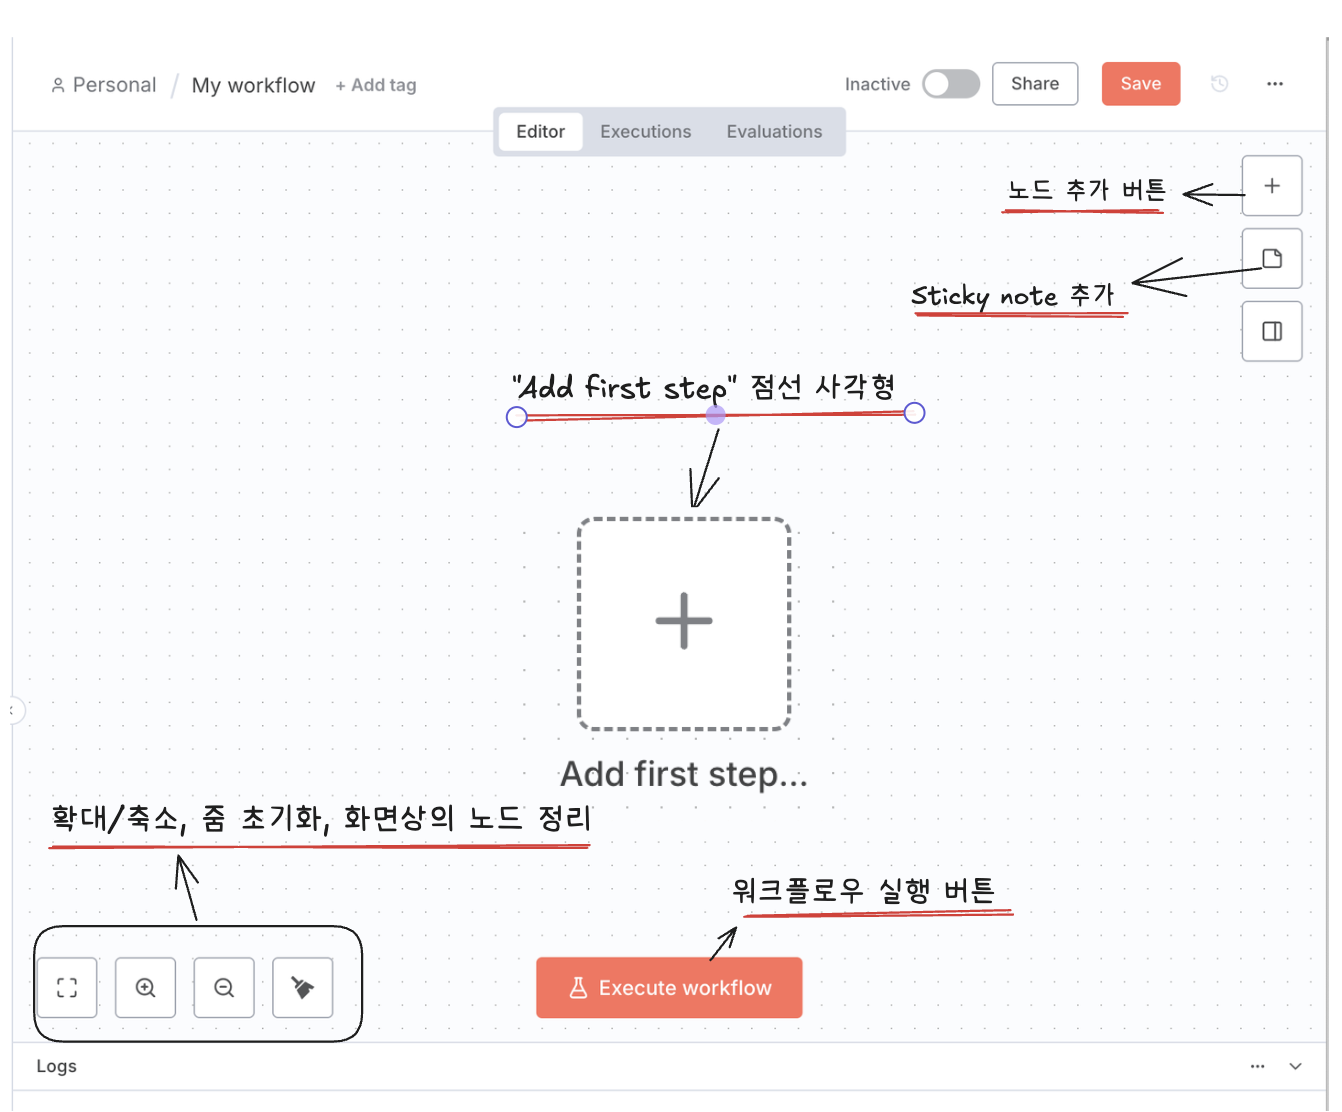 Personal / My workflow + Add tag
Inactive Share Save
Editor Executions Evaluations
노드 추가 버튼
Sticky note 추가
"Add first step" 점선 사각형
Add first step...
확대/축소, 줌 초기화, 화면상의 노드 정리
워크플로우 실행 버튼
Execute workflow
Logs